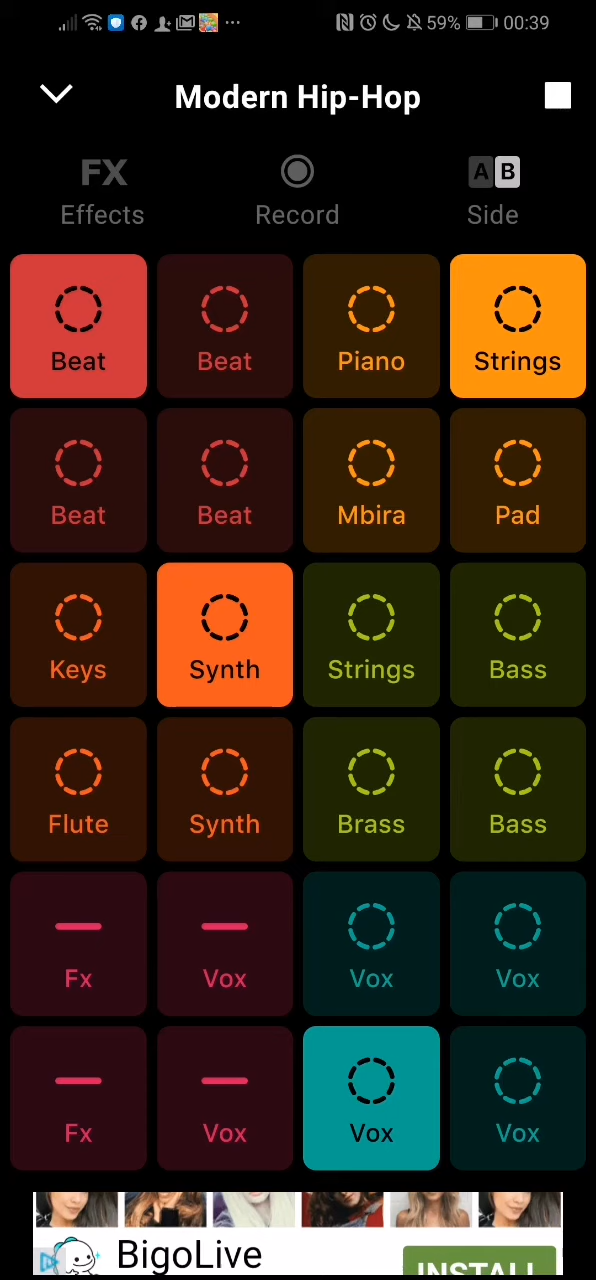 59% 00:39
Modern Hip-Hop
FX A B
Effects Record Side
Beat Beat Piano Strings
Beat Beat Mbira Pad
Keys Synth Strings Bass
Flute Synth Brass Bass
Fx Vox Vox Vox
Fx Vox Vox Vox
BigoLive
INSTALL